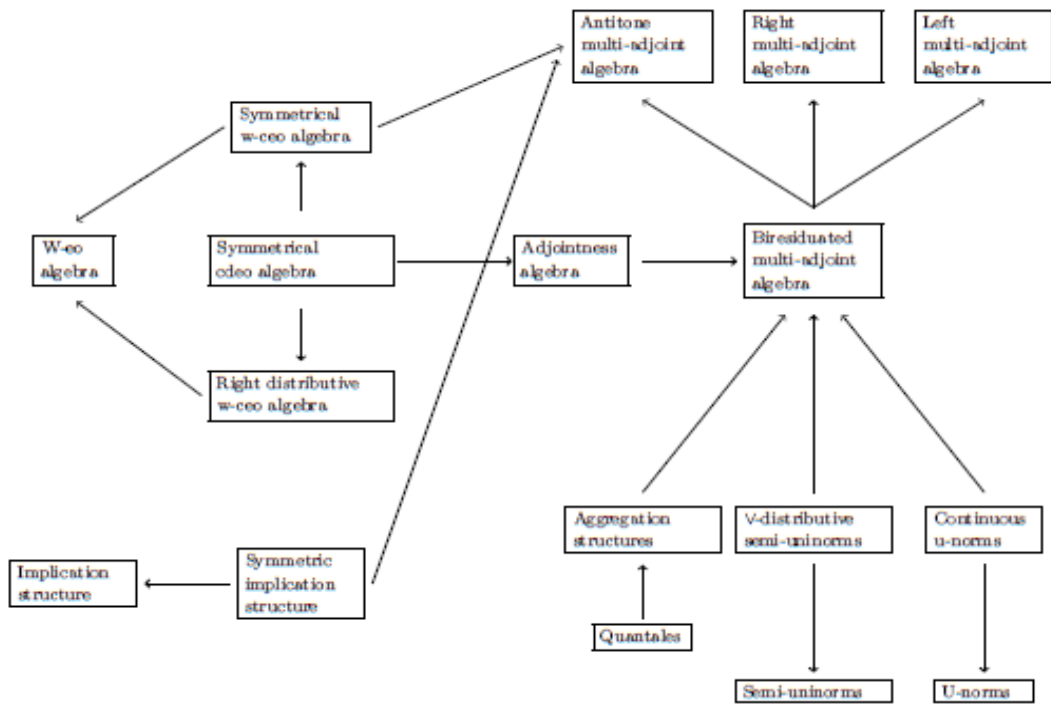 Antitone
multi-adjoint
algebra
Right
multi-adjoint
algebra
Left
multi-adjoint
algebra
Symmetrical
w-ceo algebra
W-eo
algebra
Symmetrical
cdeo algebra
Adjointness
algebra
Biresiduated
multi-adjoint
algebra
Right distributive
w-ceo algebra
Aggregation
structures
V-distributive
semi-uninorms
Continuous
u-norms
Implication
structure
Symmetric
implication
structure
Quantales
Semi-uninorms
U-norms